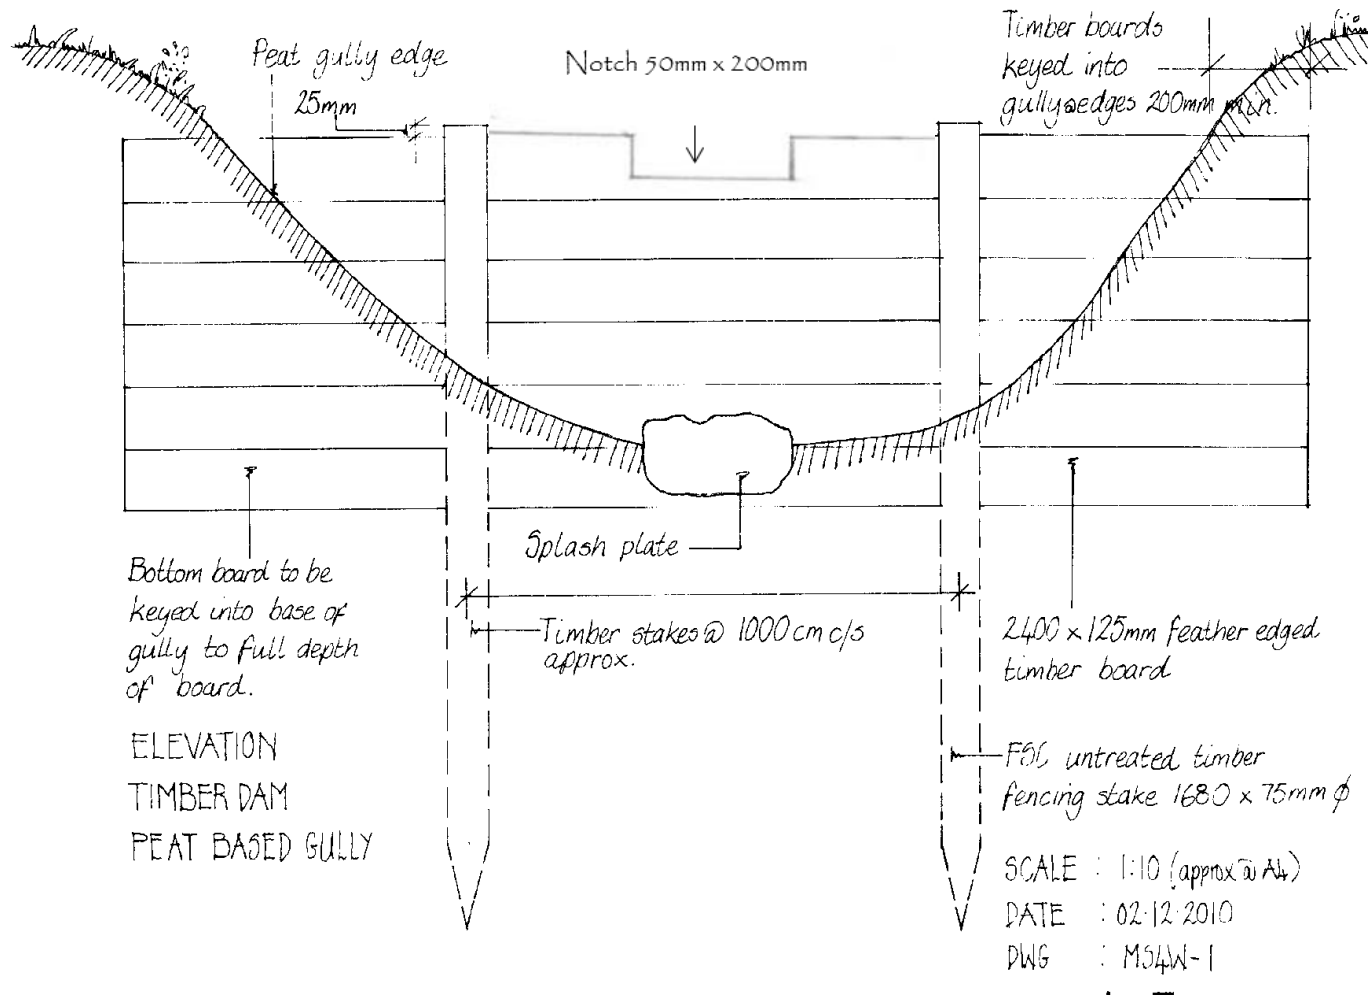 Peat gully edge
25mm
Notch 50mm x 200mm
Timber boards
keyed into
gully@edges 200mm min.
Splash plate
Bottom board to be
keyed into base of
gully to full depth
of board.
Timber stakes @ 1000 cm c/s
approx.
2400 x 125mm feather edged
timber board
FSC untreated timber
fencing stake 1680 x 75mm ϕ
ELEVATION
TIMBER DAM
PEAT BASED GULLY
SCALE : 1:10 (approx @ A4)
DATE : 02·12·2010
DWG : MS4W-1